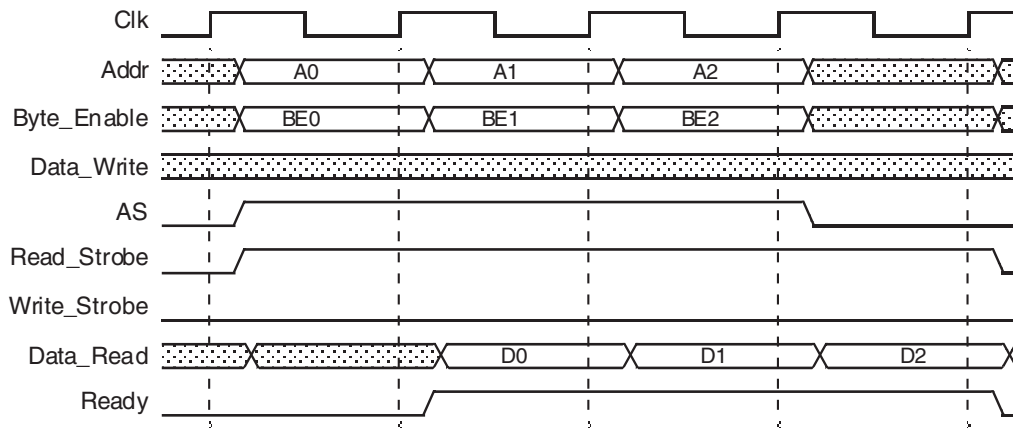 Clk
Addr A0 A1 A2
Byte_Enable BE0 BE1 BE2
Data_Write
AS
Read_Strobe
Write_Strobe
Data_Read D0 D1 D2
Ready